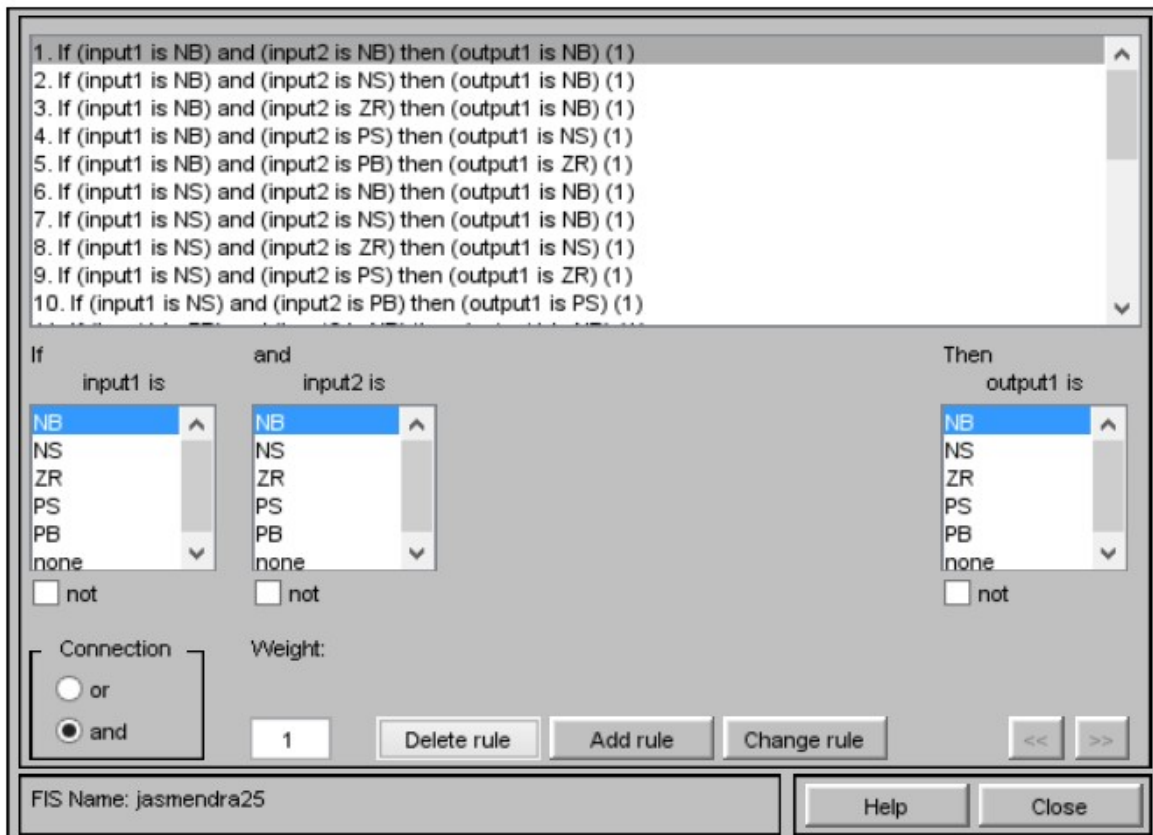 1. If (input1 is NB) and (input2 is NB) then (output1 is NB) (1)
2. If (input1 is NB) and (input2 is NS) then (output1 is NB) (1)
3. If (input1 is NB) and (input2 is ZR) then (output1 is NB) (1)
4. If (input1 is NB) and (input2 is PS) then (output1 is NS) (1)
5. If (input1 is NB) and (input2 is PB) then (output1 is ZR) (1)
6. If (input1 is NS) and (input2 is NB) then (output1 is NB) (1)
7. If (input1 is NS) and (input2 is NS) then (output1 is NB) (1)
8. If (input1 is NS) and (input2 is ZR) then (output1 is NS) (1)
9. If (input1 is NS) and (input2 is PS) then (output1 is ZR) (1)
10. If (input1 is NS) and (input2 is PB) then (output1 is PS) (1)
If and Then
input1 is input2 is output1 is
NB NB NB
NS NS NS
ZR ZR ZR
PS PS PS
PB PB PB
none none none
not not not
Connection Weight:
or
and 1 Delete rule Add rule Change rule << >>
FIS Name: jasmendra25 Help Close